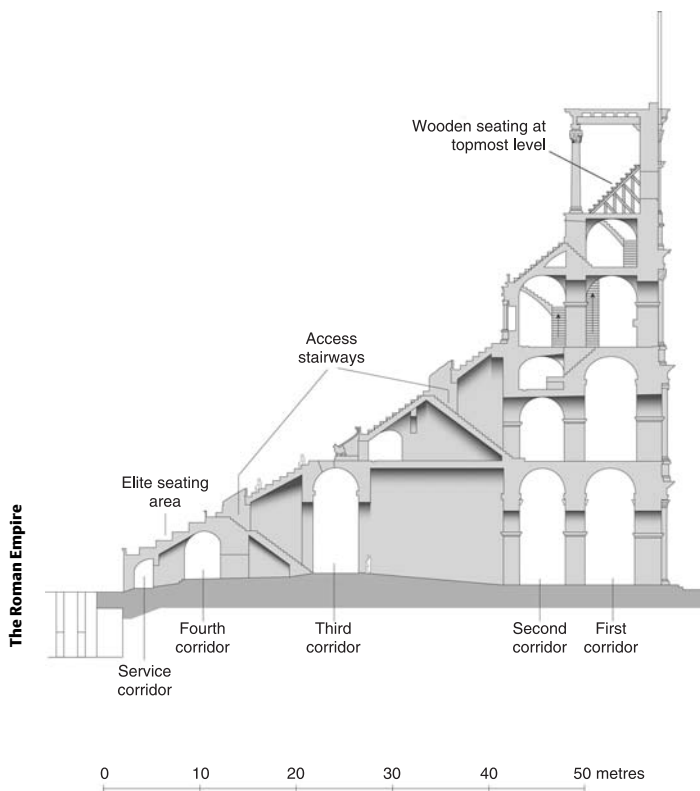 Wooden seating at
topmost level
Access
stairways
Elite seating
area
The Roman Empire
Fourth
corridor
Third
corridor
Second
corridor
First
corridor
Service
corridor
0 10 20 30 40 50 metres